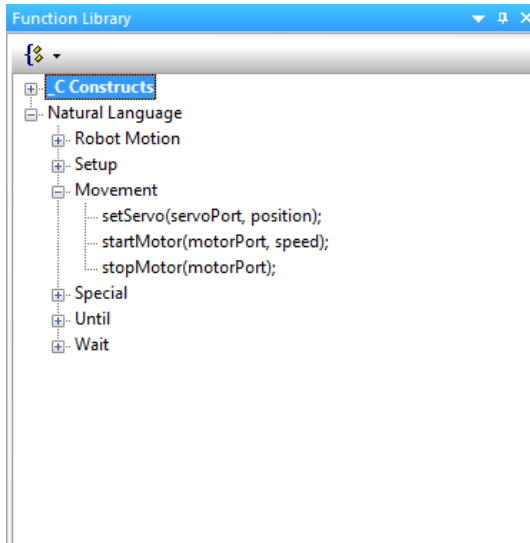 Function Library
_C Constructs
Natural Language
Robot Motion
Setup
Movement
setServo(servoPort, position);
startMotor(motorPort, speed);
stopMotor(motorPort);
Special
Until
Wait